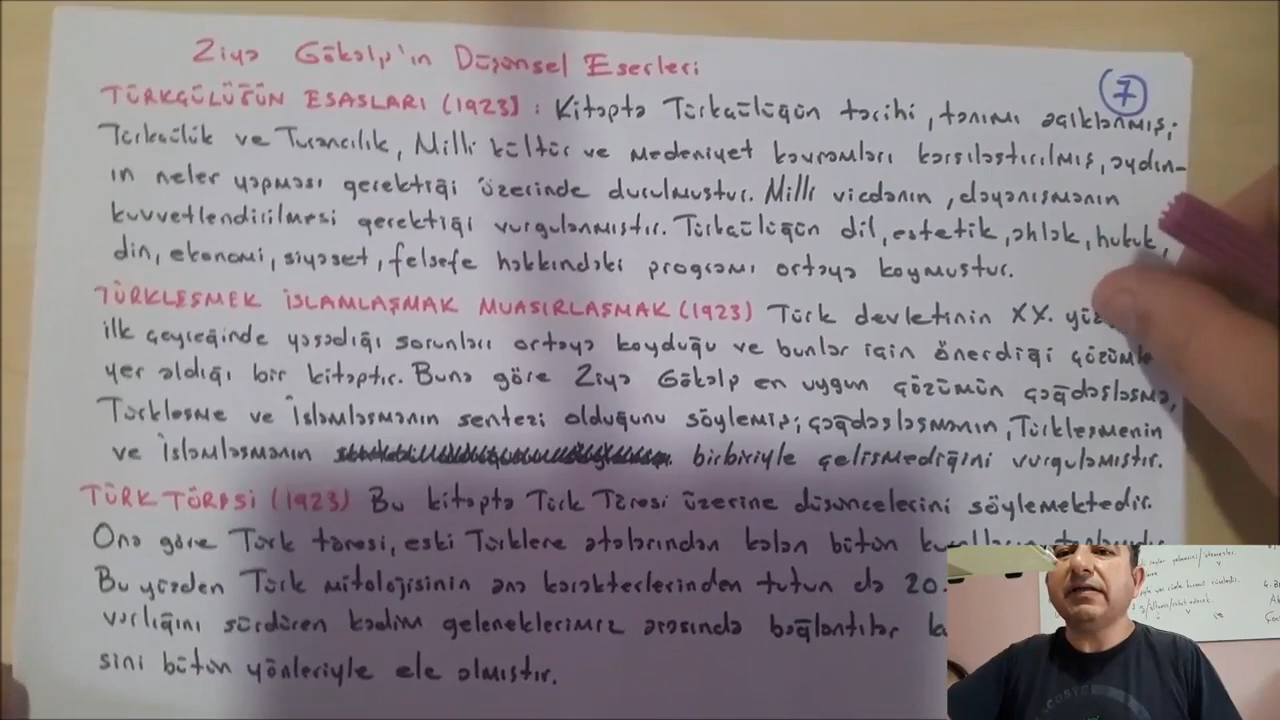 Ziya Gökalp'ın Düşünsel Eserleri
7
TÜRKÇÜLÜĞÜN ESASLARI (1923) : Kitapta Türkçülüğün tarihi, tanımı açıklanmış;
Türkçülük ve Turancılık, Milli kültür ve medeniyet kavramları karşılaştırılmış, aydın-
ın neler yapması gerektiği üzerinde durulmuştur. Milli vicdanın, dayanışmanın
kuvvetlendirilmesi gerektiği vurgulanmıştır. Türkçülüğün dil, estetik, ahlak, hukuk,
din, ekonomi, siyaset, felsefe hakkındaki programı ortaya koymuştur.
TÜRKLEŞMEK İSLAMLAŞMAK MUASIRLAŞMAK (1923) Türk devletinin XX.
ilk çeyreğinde yaşadığı sorunları ortaya koyduğu ve bunlar için önerdiği
yer aldığı bir kitaptır. Buna göre Ziya Gökalp en uygun çözümün çağdaşlaşma,
Türkleşme ve İslamlaşmanın sentezi olduğunu söylemiş; çağdaşlaşmanın, Türkleşmenin
ve İslamlaşmanın birbiriyle çelişmediğini vurgulamıştır.
TÜRK TÖRESİ (1923) Bu kitapta Türk Töresi üzerine düşüncelerini söylemektedir.
Ona göre Türk töresi, eski Türklere atalarından kalan bütün
Bu yüzden Türk mitolojisinin ana karakterlerinden tutun da 20.
varlığını sürdüren kadim geleneklerimiz arasında bağlantılar
sini bütün yönleriyle ele almıştır.